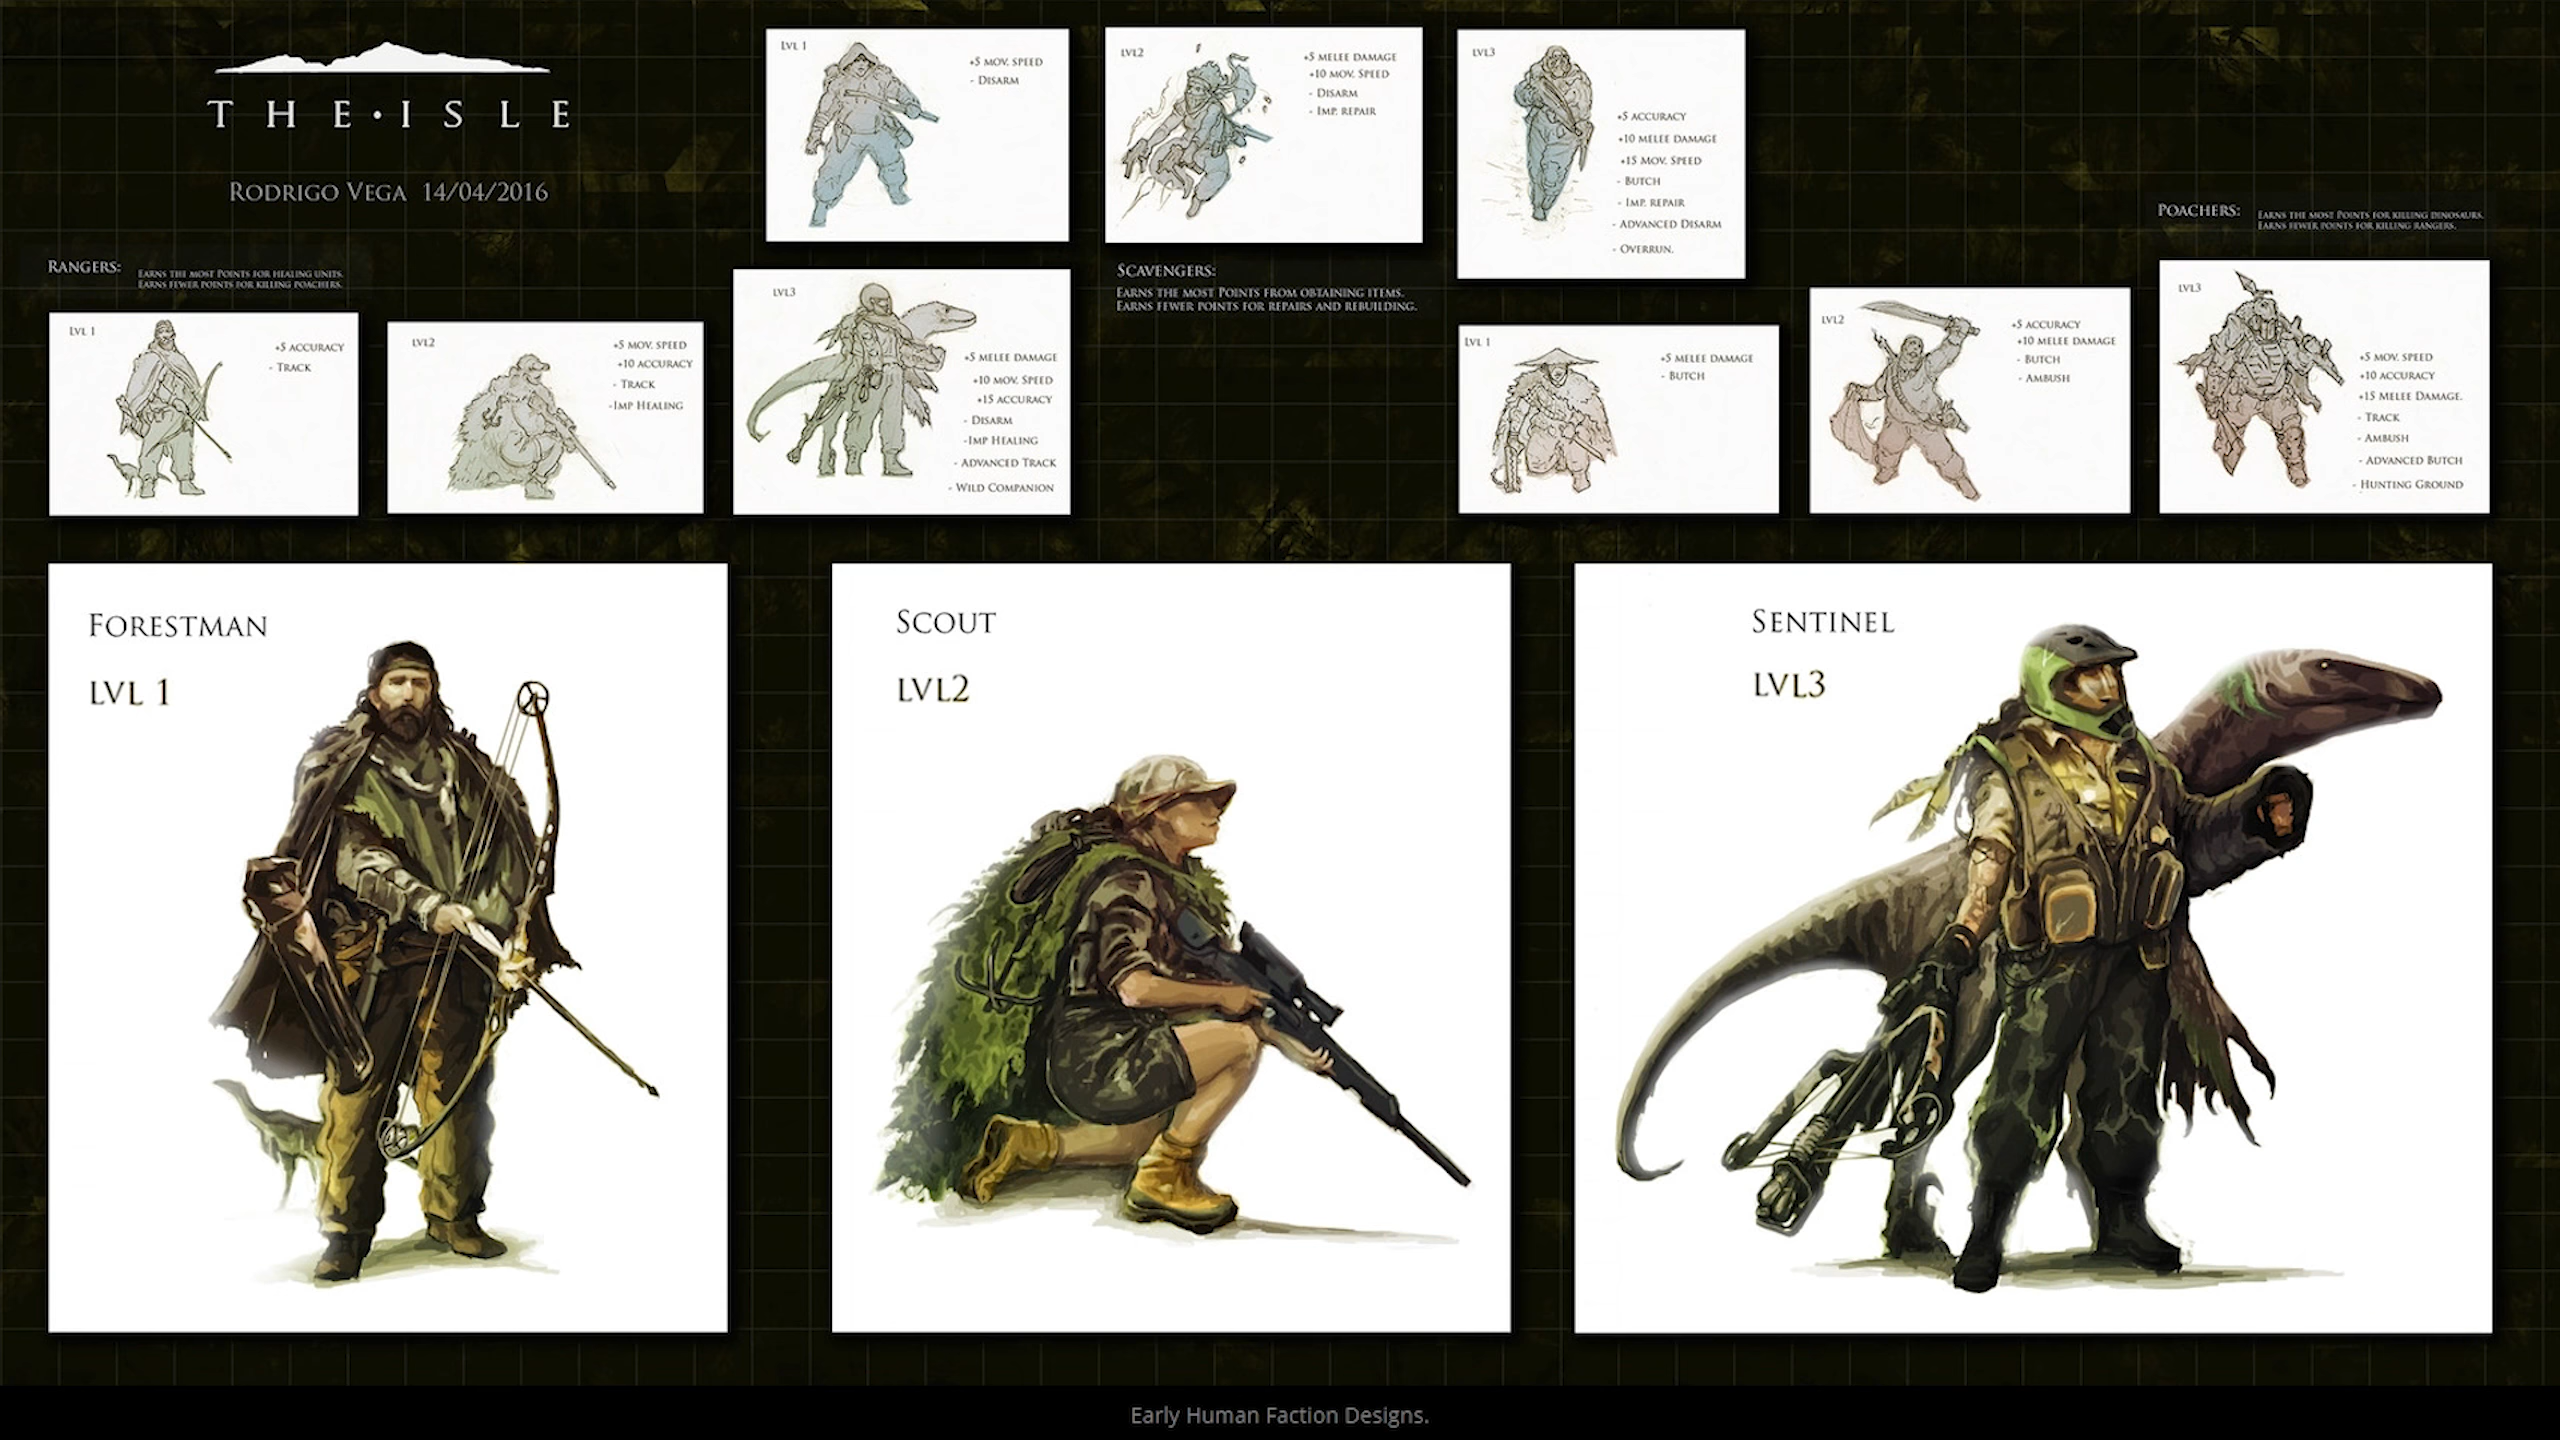 THE·ISLE
RODRIGO VEGA 14/04/2016
LVL 1
+5 MOV. SPEED
- DISARM
LVL2
+5 MELEE DAMAGE
+10 MOV. SPEED
- DISARM
- IMP. REPAIR
LVL3
+5 ACCURACY
+10 MELEE DAMAGE
+15 MOV. SPEED
- BUTCH
- IMP. REPAIR
- ADVANCED DISARM
- OVERRUN.
SCAVENGERS:
EARNS THE MOST POINTS FROM OBTAINING ITEMS.
EARNS FEWER POINTS FOR REPAIRS AND REBUILDING.
RANGERS:
EARNS THE MOST POINTS FOR HEALING UNITS.
EARNS FEWER POINTS FOR KILLING POACHERS.
LVL 1
+5 ACCURACY
- TRACK
LVL2
+5 MOV. SPEED
+10 ACCURACY
- TRACK
-IMP HEALING
LVL3
+5 MELEE DAMAGE
+10 MOV. SPEED
+15 ACCURACY
- DISARM
-IMP HEALING
- ADVANCED TRACK
- WILD COMPANION
POACHERS:
EARNS THE MOST POINTS FOR KILLING DINOSAURS.
EARNS FEWER POINTS FOR KILLING RANGERS.
LVL 1
+5 MELEE DAMAGE
- BUTCH
LVL2
+5 ACCURACY
+10 MELEE DAMAGE
- BUTCH
- AMBUSH
LVL3
+5 MOV. SPEED
+10 ACCURACY
+15 MELEE DAMAGE.
- TRACK
- AMBUSH
- ADVANCED BUTCH
- HUNTING GROUND
FORESTMAN
LVL 1
SCOUT
LVL2
SENTINEL
LVL3
Early Human Faction Designs.